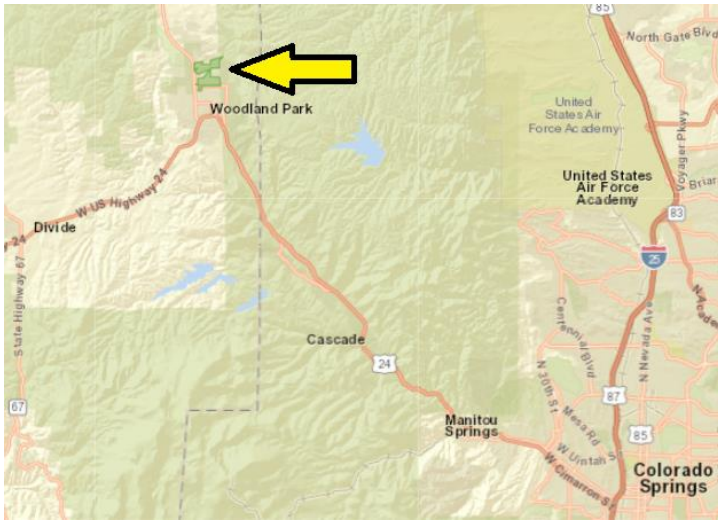 85
North Gate Blvd
United
States Air
Force Academy
Voyager Pkwy
Woodland Park
United States
Air Force
Academy
Briar
W US Highway 24
83
Divide
24
25
State Highway 67
N Nevada Ave
Centennial Blvd
Cascade
24
N 30th St
87
67
Manitou
Springs
Mesa Rd
S
85
W Uintah
W Cimarron St
Colorado
Springs